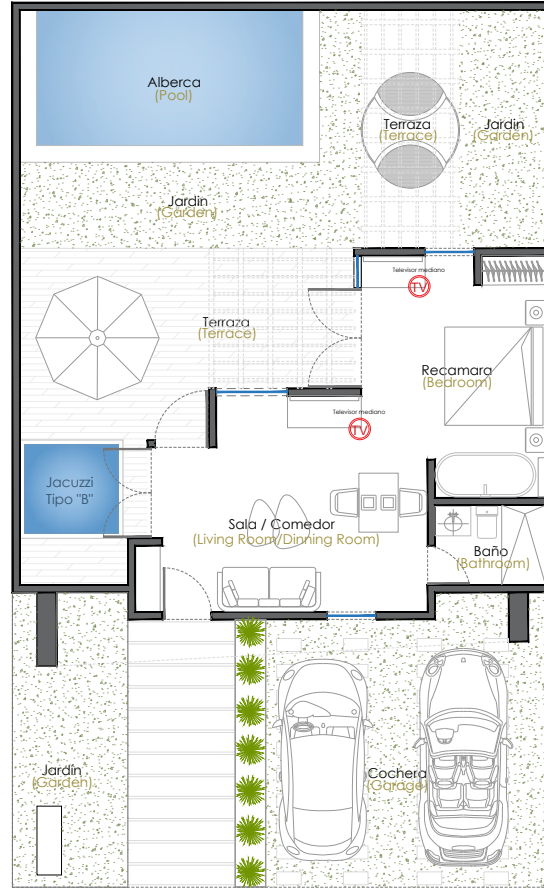 Alberca
(Pool)
Terraza
(Terrace)
Jardin
(Garden)
Jardin
(Garden)
Televisor mediano
TV
Terraza
(Terrace)
Recamara
(Bedroom)
Televisor mediano
TV
Jacuzzi
Tipo "B"
Sala / Comedor
(Living Room/Dinning Room)
Baño
(Bathroom)
Jardin
(Garden)
Cochera
(Garage)